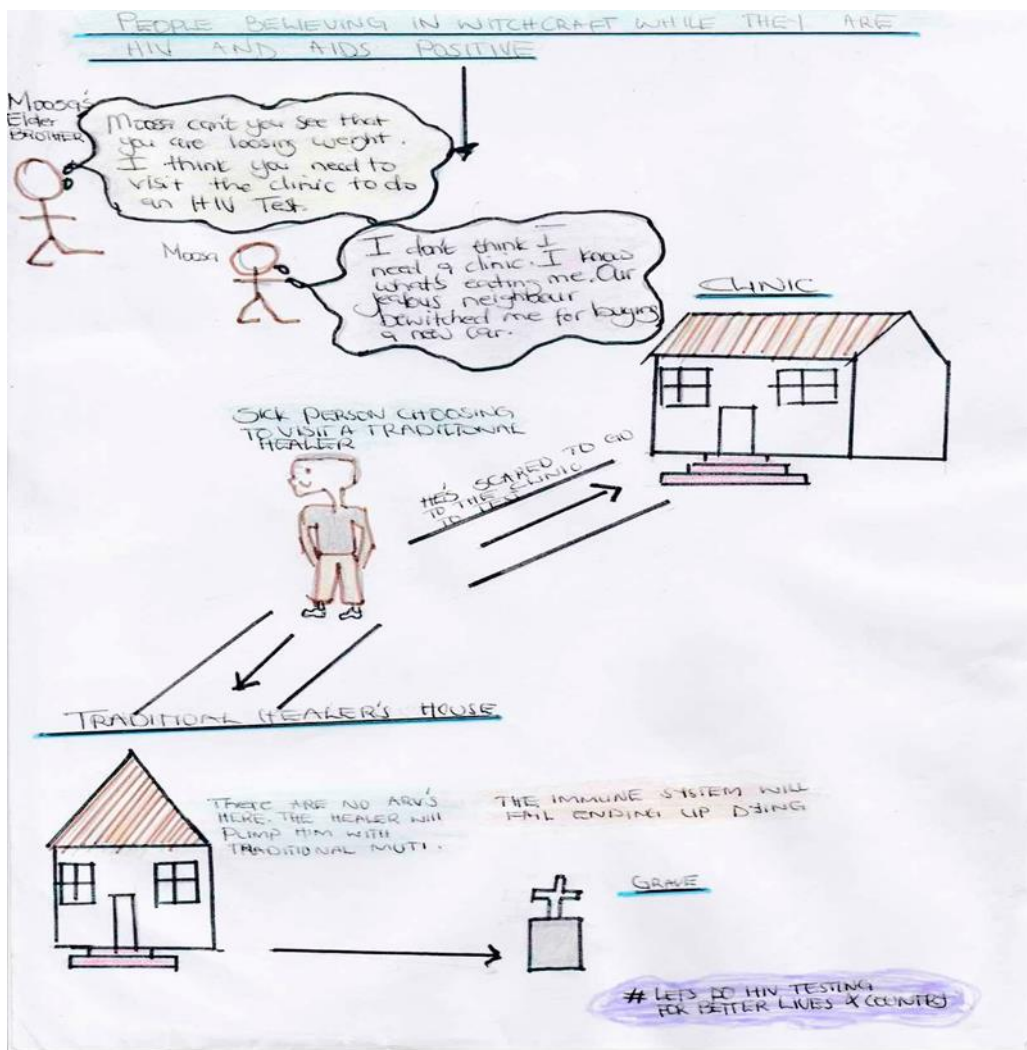 PEOPLE BELIEVING IN WITCHCRAFT WHILE THEY ARE
HIV AND AIDS POSITIVE
Moosa's
Elder
BROTHER
Moosa can't you see that
you are loosing weight.
I think you need to
visit the clinic to do
an HIV Test.
Moosa
I don't think I
need a clinic. I know
what's eating me. Our
jealous neighbour
bewitched me for buying
a new car.
CLINIC
SICK PERSON CHOOSING
TO VISIT A TRADITIONAL
HEALER
HE'S SCARED TO GO
TO THE CLINIC
TO TEST
TRADITIONAL HEALER'S HOUSE
THERE ARE NO ARV'S
HERE. THE HEALER WILL
PUMP HIM WITH
TRADITIONAL MUTI.
THE IMMUNE SYSTEM WILL
FAIL ENDING UP DYING
GRAVE
# LETS DO HIV TESTING
FOR BETTER LIVES & COUNTRY